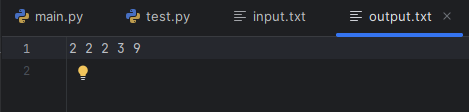 main.py test.py input.txt output.txt
1 2 2 2 3 9
2